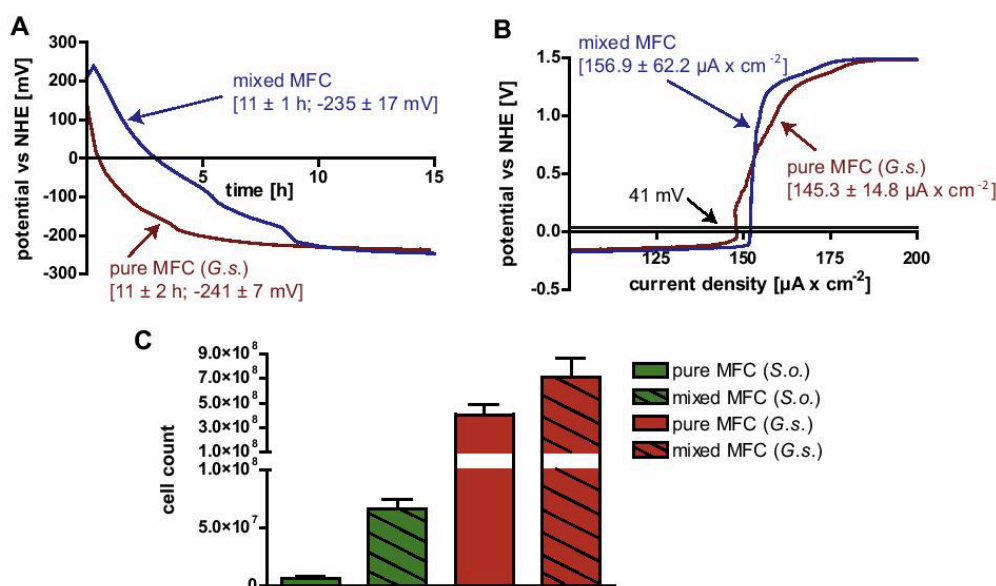 A
potential vs NHE [mV]
300
200
100
0
-100
-200
-300
5
10
15
time [h]
mixed MFC
[11 ± 1 h; -235 ± 17 mV]
pure MFC (G.s.)
[11 ± 2 h; -241 ± 7 mV]
B
potential vs NHE [V]
1.5
1.0
0.5
0.0
-0.5
125
150
175
200
current density [µA x cm⁻²]
mixed MFC
[156.9 ± 62.2 µA x cm⁻²]
pure MFC (G.s.)
[145.3 ± 14.8 µA x cm⁻²]
41 mV
C
cell count
9.0×10⁸
7.0×10⁸
5.0×10⁸
3.0×10⁸
1.0×10⁸
1.0×10⁸
5.0×10⁷
0
pure MFC (S.o.)
mixed MFC (S.o.)
pure MFC (G.s.)
mixed MFC (G.s.)